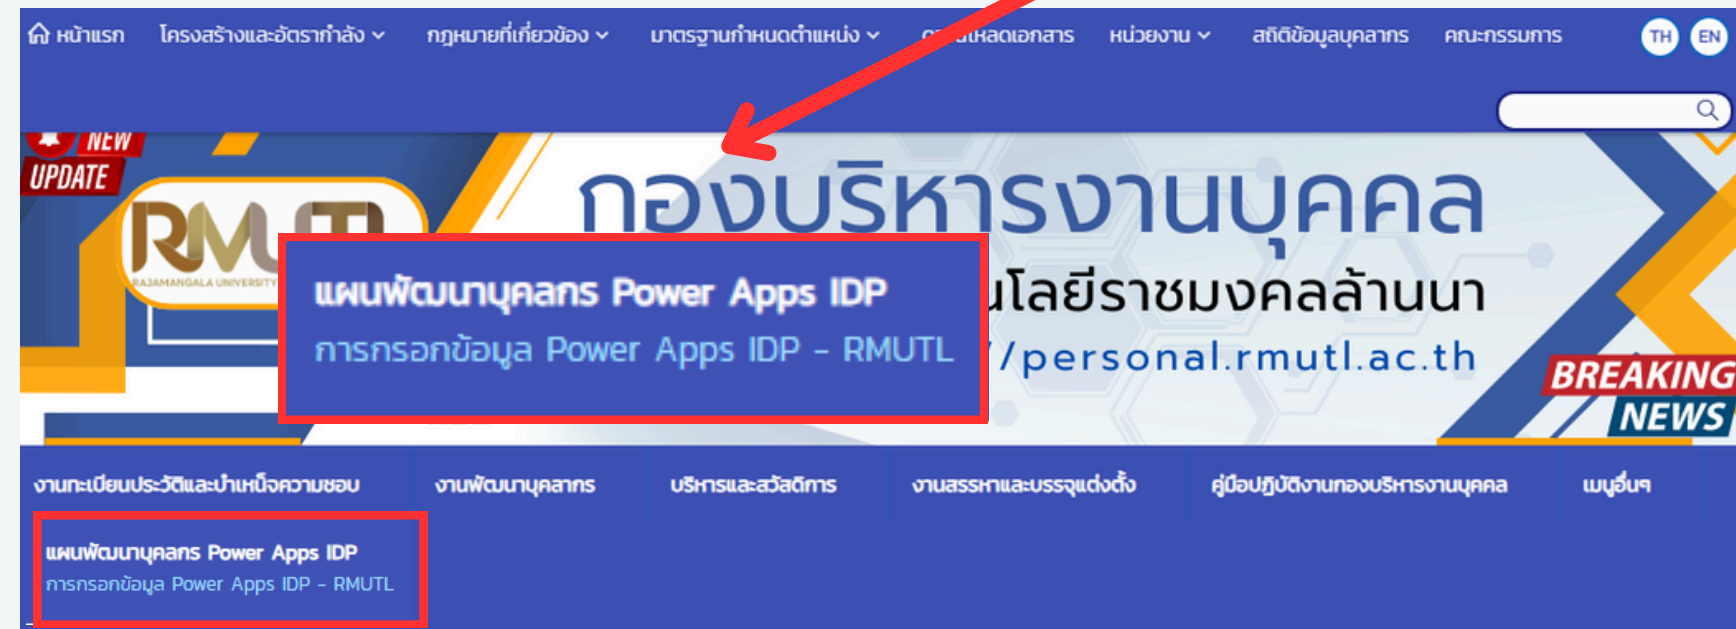 หน้าแรก โครงสร้างและอัตรากำลัง กฎหมายที่เกี่ยวข้อง มาตรฐานกำหนดตำแหน่ง หน่วยงาน สถิติข้อมูลบุคลากร คณะกรรมการ TH EN
NEW
UPDATE
กองบริหารงานบุคคล
RAJAMANGALA UNIVERSITY
แผนพัฒนาบุคลกร Power Apps IDP
การกรอกข้อมูล Power Apps IDP - RMUTL
นโลยีราชมงคลล้านนา
//personal.rmutl.ac.th
BREAKING
NEWS
งานทะเบียนประวัติและบำเหน็จความชอบ งานพัฒนาบุคลากร บริหารและสวัสดิการ งานสรรหาและบรรจุแต่งตั้ง คู่มือปฏิบัติงานกองบริหารงานบุคคล เมนูอื่นๆ
แผนพัฒนาบุคลกร Power Apps IDP
การกรอกข้อมูล Power Apps IDP - RMUTL